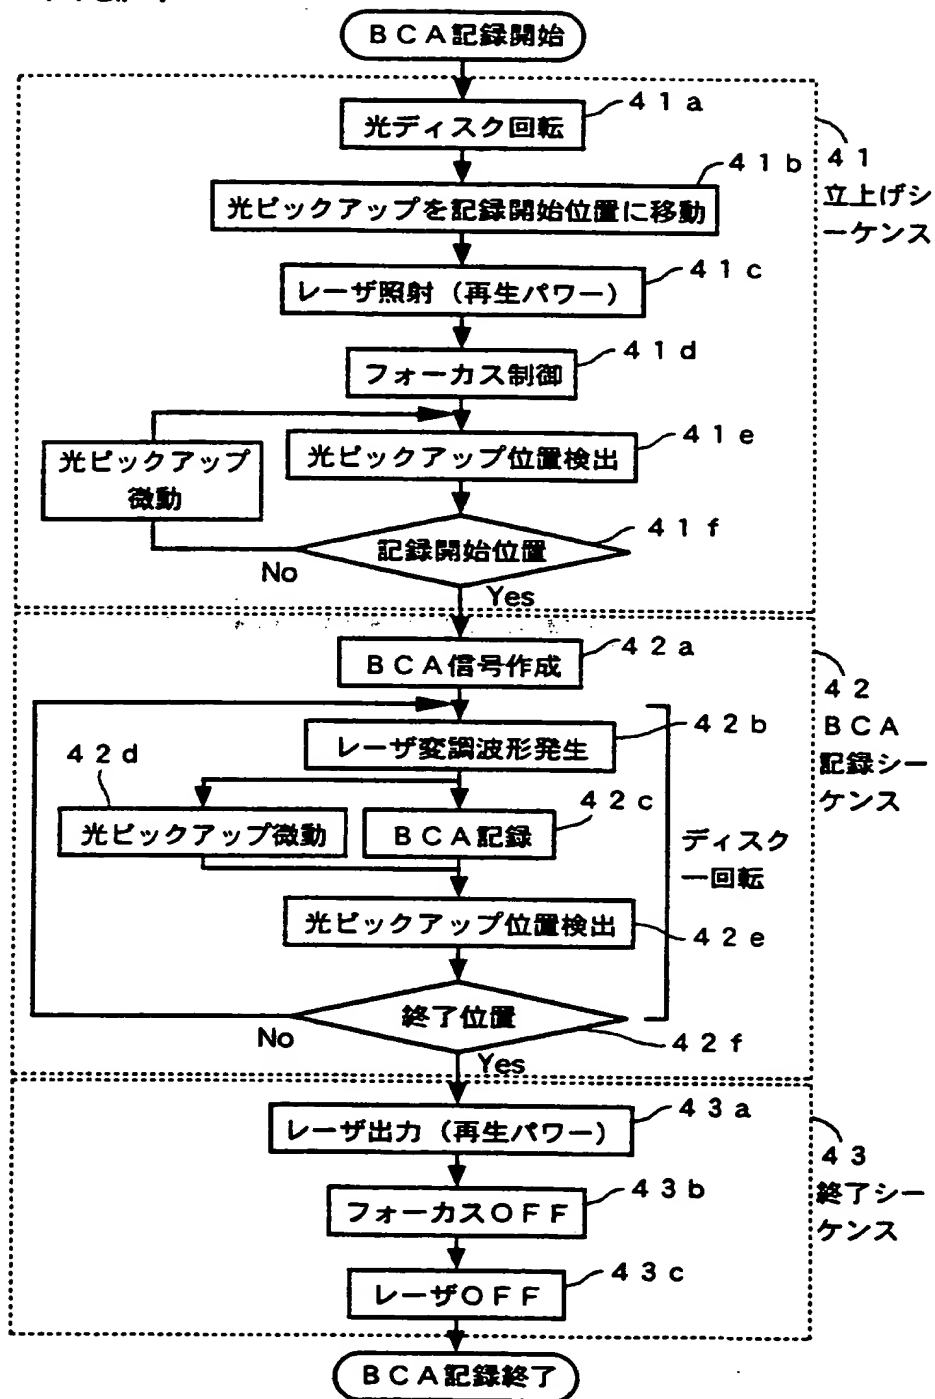 BCA記録開始
41a
光ディスク回転
41b
光ピックアップを記録開始位置に移動
41
立上げシ
ーケンス
41c
レーザ照射（再生パワー）
41d
フォーカス制御
41e
光ピックアップ位置検出
光ピックアップ
微動
41f
記録開始位置
No
Yes
42a
BCA信号作成
42
BCA
記録シー
ケンス
42b
レーザ変調波形発生
42d
光ピックアップ微動
42c
BCA記録
ディスク
一回転
光ピックアップ位置検出
42e
終了位置
No
42f
Yes
43a
レーザ出力（再生パワー）
43
終了シー
ケンス
43b
フォーカスOFF
43c
レーザOFF
BCA記録終了